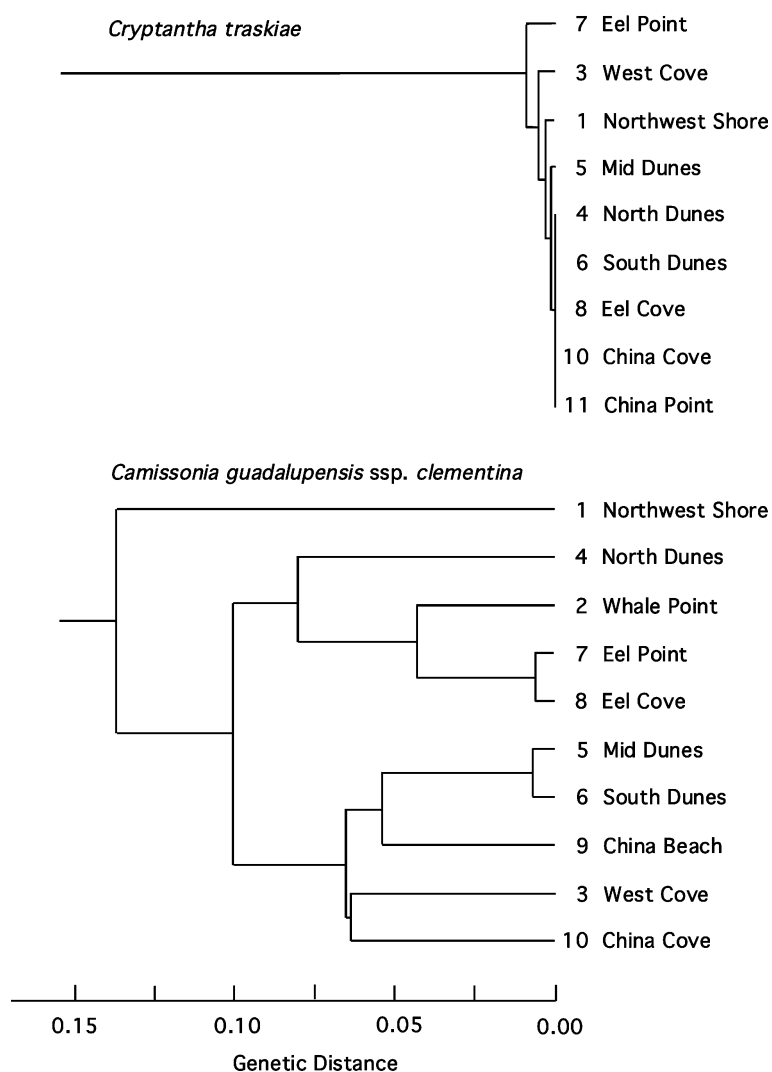 Cryptantha traskiae
7 Eel Point
3 West Cove
1 Northwest Shore
5 Mid Dunes
4 North Dunes
6 South Dunes
8 Eel Cove
10 China Cove
11 China Point
Camissonia guadalupensis ssp. clementina
1 Northwest Shore
4 North Dunes
2 Whale Point
7 Eel Point
8 Eel Cove
5 Mid Dunes
6 South Dunes
9 China Beach
3 West Cove
10 China Cove
0.15 0.10 0.05 0.00
Genetic Distance